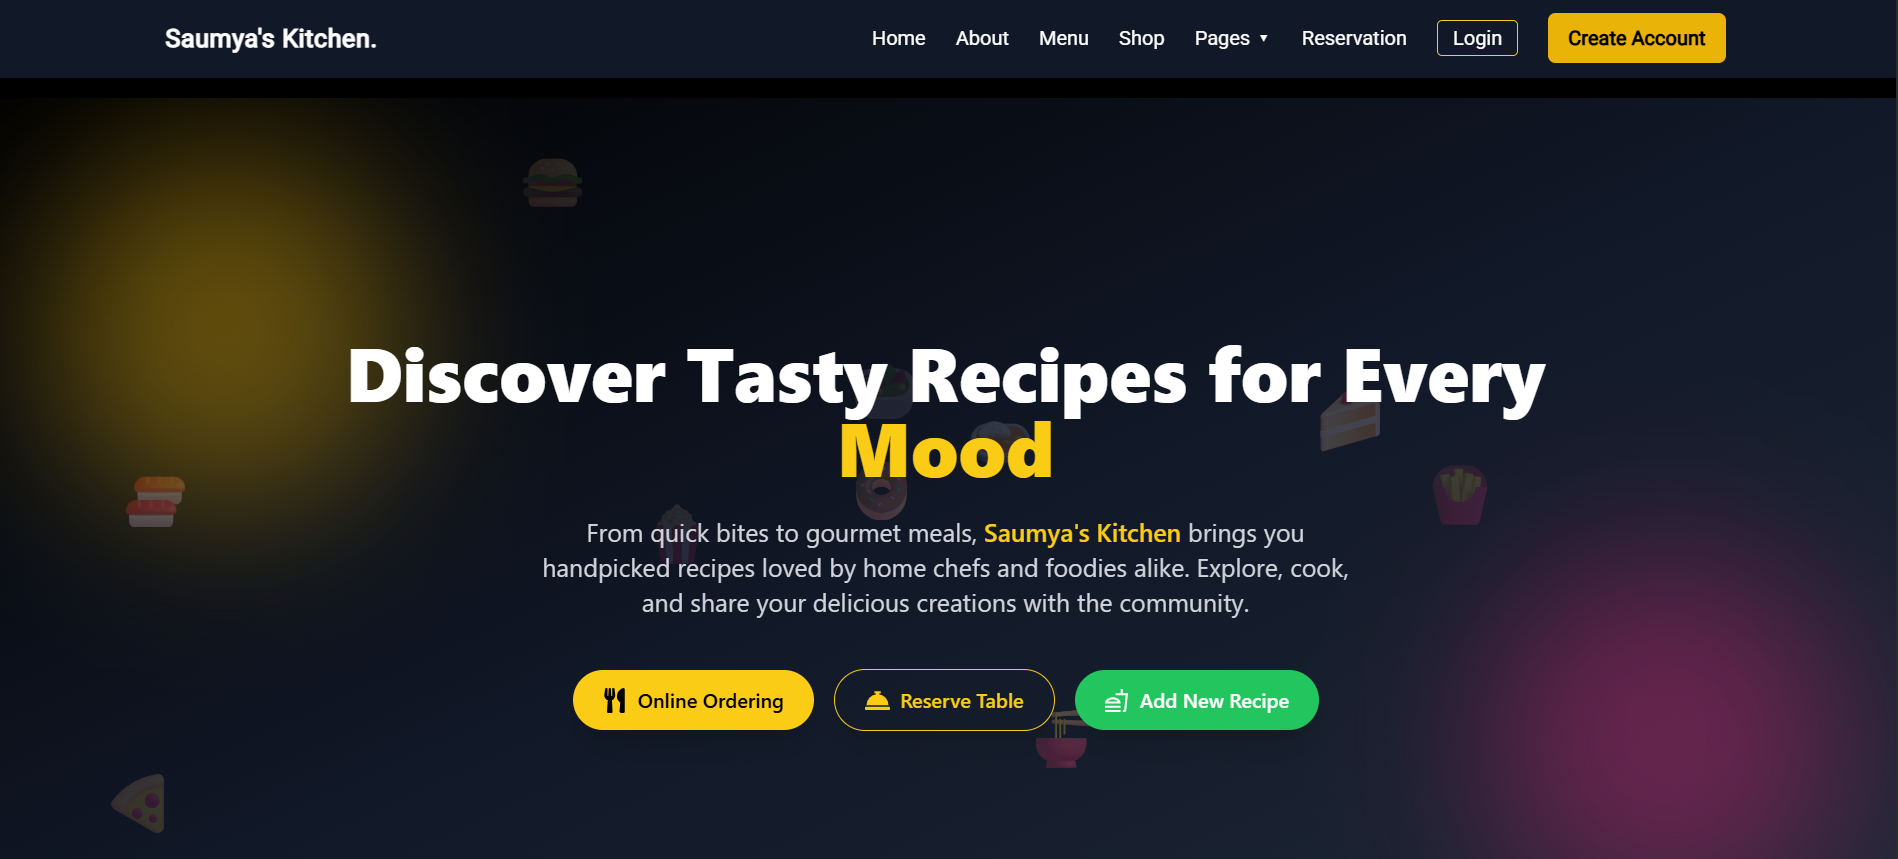 Saumya's Kitchen.
Home About Menu Shop Pages ▼ Reservation Login Create Account
Discover Tasty Recipes for Every
Mood
From quick bites to gourmet meals, Saumya's Kitchen brings you
handpicked recipes loved by home chefs and foodies alike. Explore, cook,
and share your delicious creations with the community.
Online Ordering Reserve Table Add New Recipe